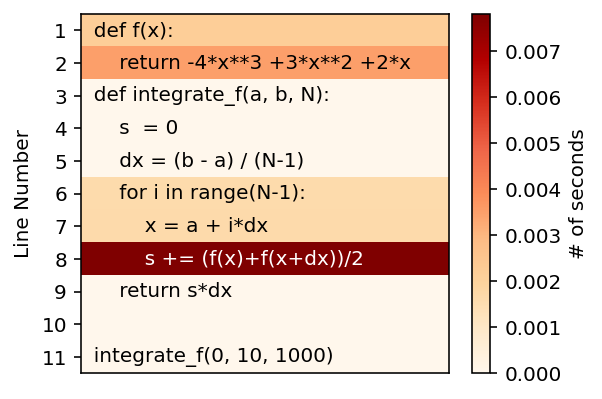 1 def f(x):
2 return -4*x**3 +3*x**2 +2*x
3 def integrate_f(a, b, N):
4 s  = 0
5 dx = (b - a) / (N-1)
6 for i in range(N-1):
7 x = a + i*dx
8 s += (f(x)+f(x+dx))/2
9 return s*dx
10
11 integrate_f(0, 10, 1000)
Line Number
0.007
0.006
0.005
0.004
0.003
0.002
0.001
0.000
# of seconds